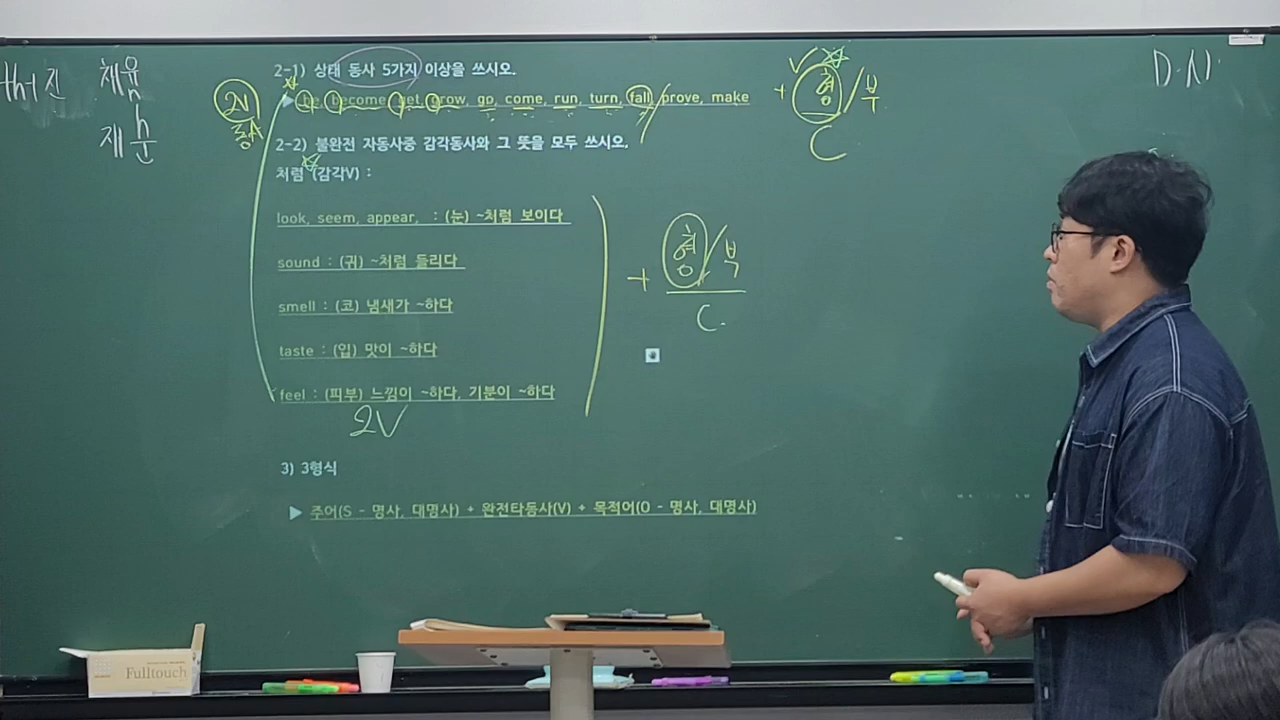 2-1) 상태 동사 5가지 이상을 쓰시오.
▶ be, become, get, grow, go, come, run, turn, fall, prove, make
+ 형/부
C
2V
동사
2-2) 불완전 자동사중 감각동사와 그 뜻을 모두 쓰시오.
처럼 (감각V) :
look, seem, appear, : (눈) ~처럼 보이다
sound : (귀) ~처럼 들리다
smell : (코) 냄새가 ~하다
taste : (입) 맛이 ~하다
feel : (피부) 느낌이 ~하다, 기분이 ~하다
2V
+ 형/부
C.
3) 3형식
▶ 주어(S - 명사, 대명사) + 완전타동사(V) + 목적어(O - 명사, 대명사)
채윤
D.시.
Fulltouch